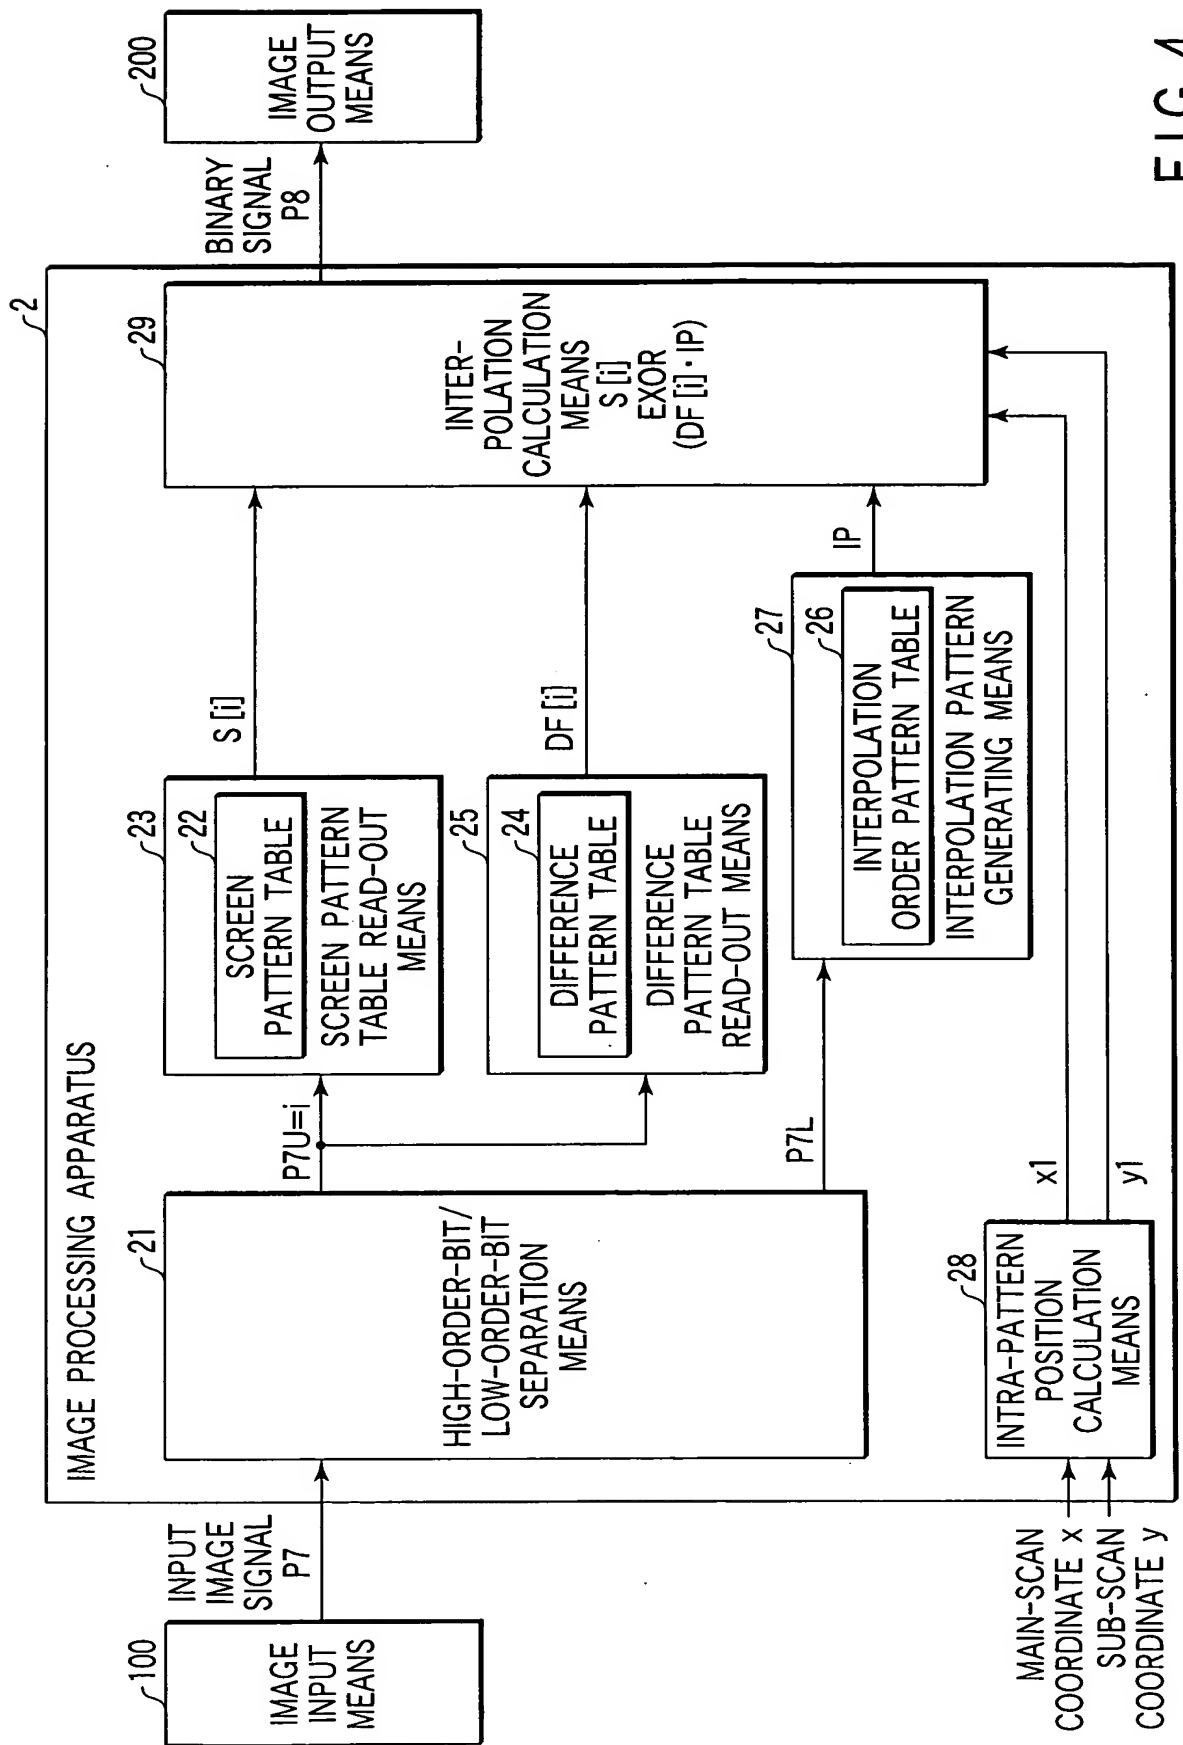 IMAGE PROCESSING APPARATUS
2
100
IMAGE
INPUT
MEANS
INPUT
IMAGE
SIGNAL
P7
21
HIGH-ORDER-BIT/
LOW-ORDER-BIT
SEPARATION
MEANS
P7U=i
P7L
23
22
SCREEN
PATTERN TABLE
SCREEN PATTERN
TABLE READ-OUT
MEANS
S [i]
25
24
DIFFERENCE
PATTERN TABLE
DIFFERENCE
PATTERN TABLE
READ-OUT MEANS
DF [i]
27
26
INTERPOLATION
ORDER PATTERN TABLE
INTERPOLATION PATTERN
GENERATING MEANS
IP
MAIN-SCAN
COORDINATE x
SUB-SCAN
COORDINATE y
28
INTRA-PATTERN
POSITION
CALCULATION
MEANS
x1
y1
29
INTER-
POLATION
CALCULATION
MEANS
S [i]
EXOR
(DF [i] · IP)
BINARY
SIGNAL
P8
200
IMAGE
OUTPUT
MEANS
FIG. 4